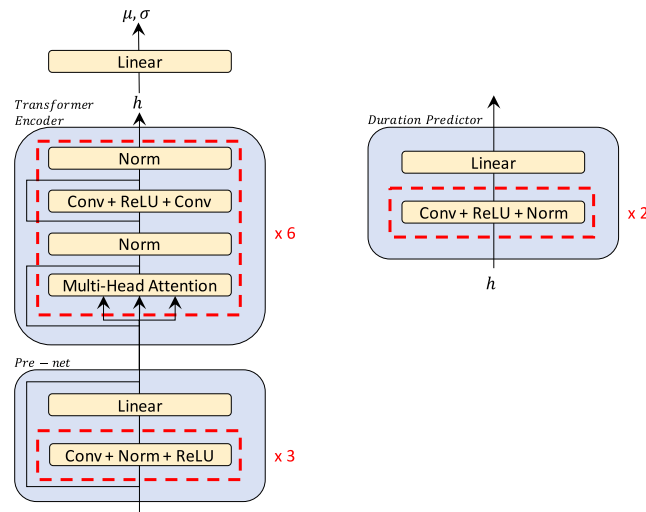 μ, σ
Linear
Transformer
Encoder
h
Norm
Conv + ReLU + Conv
Norm
Multi-Head Attention
x 6
Pre − net
Linear
Conv + Norm + ReLU
x 3
Duration Predictor
Linear
Conv + ReLU + Norm
x 2
h